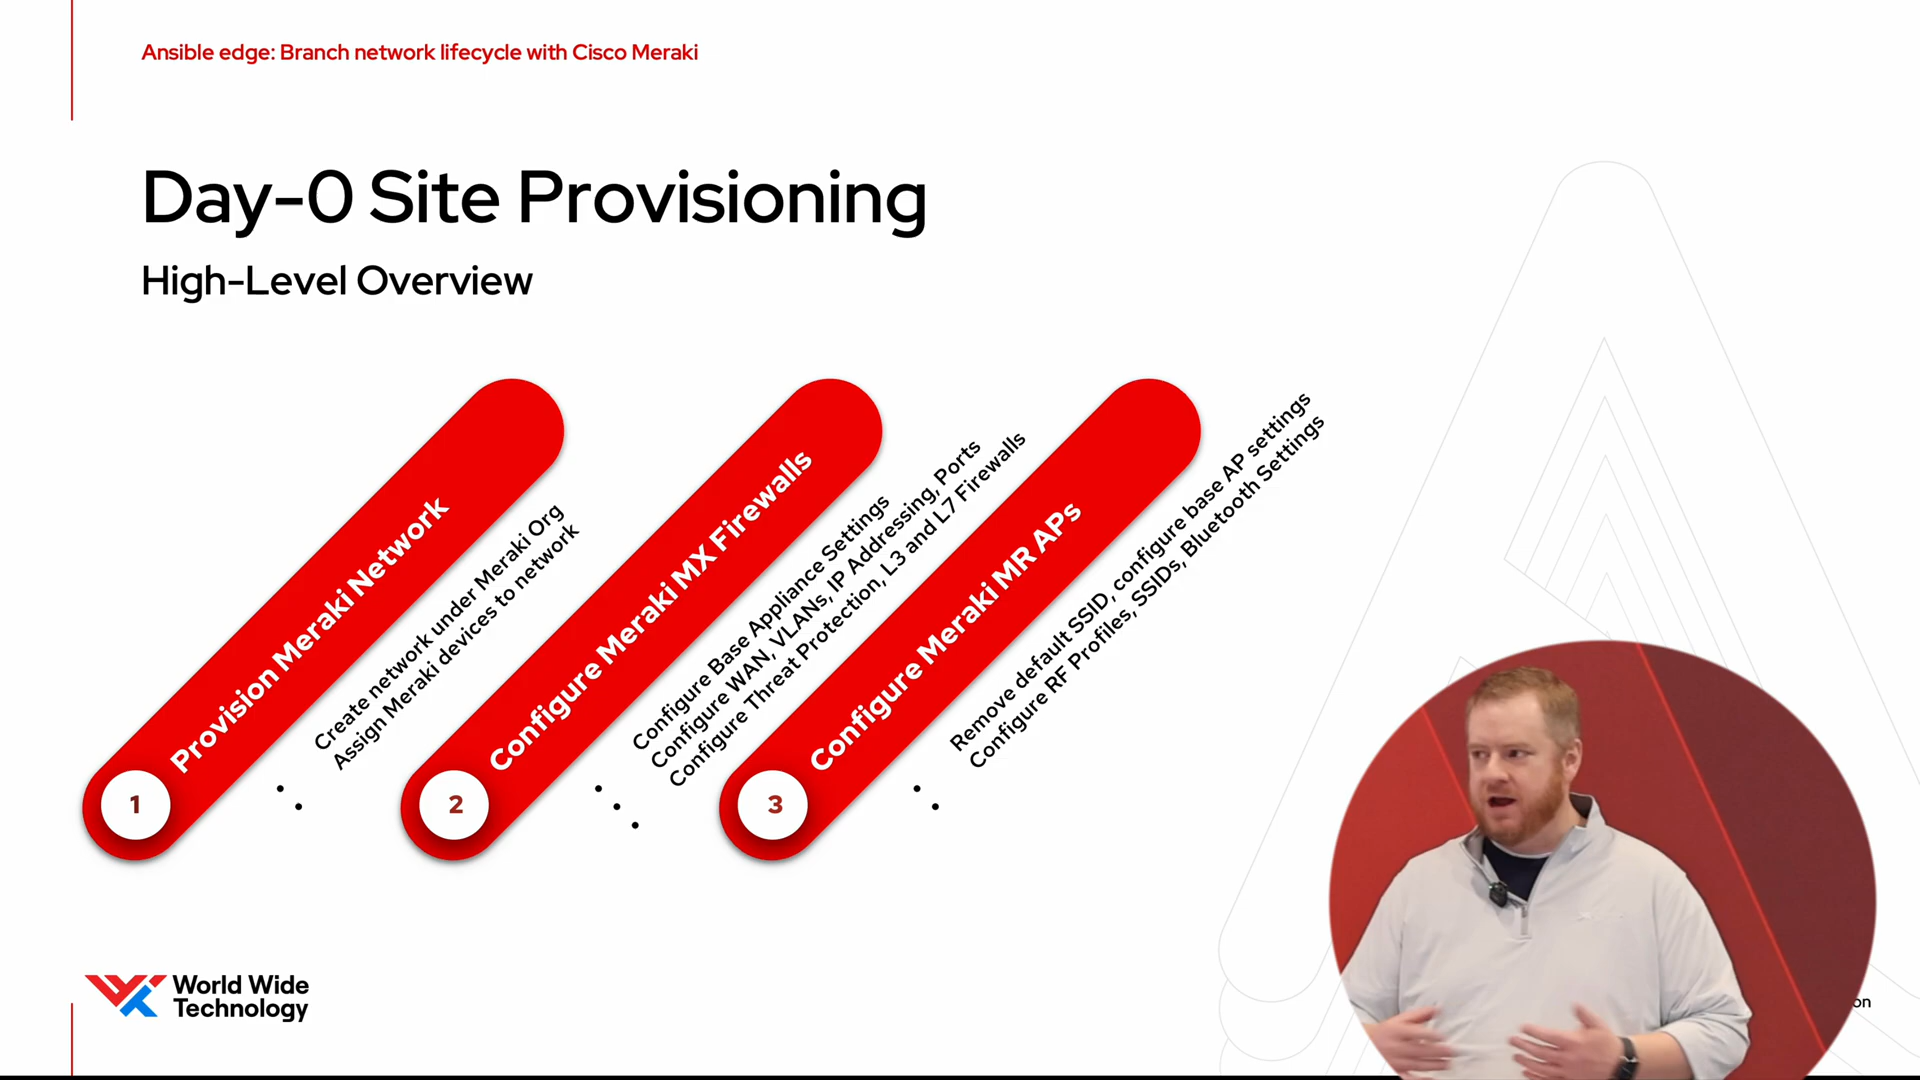 Ansible edge: Branch network lifecycle with Cisco Meraki
Day-0 Site Provisioning
High-Level Overview
1
Provision Meraki Network
• Create network under Meraki Org
• Assign Meraki devices to network
2
Configure Meraki MX Firewalls
• Configure Base Appliance Settings
• Configure WAN, VLANs, IP Addressing, Ports
• Configure Threat Protection, L3 and L7 Firewalls
3
Configure Meraki MR APs
• Remove default SSID, configure base AP settings
• Configure RF Profiles, SSIDs, Bluetooth Settings
World Wide
Technology